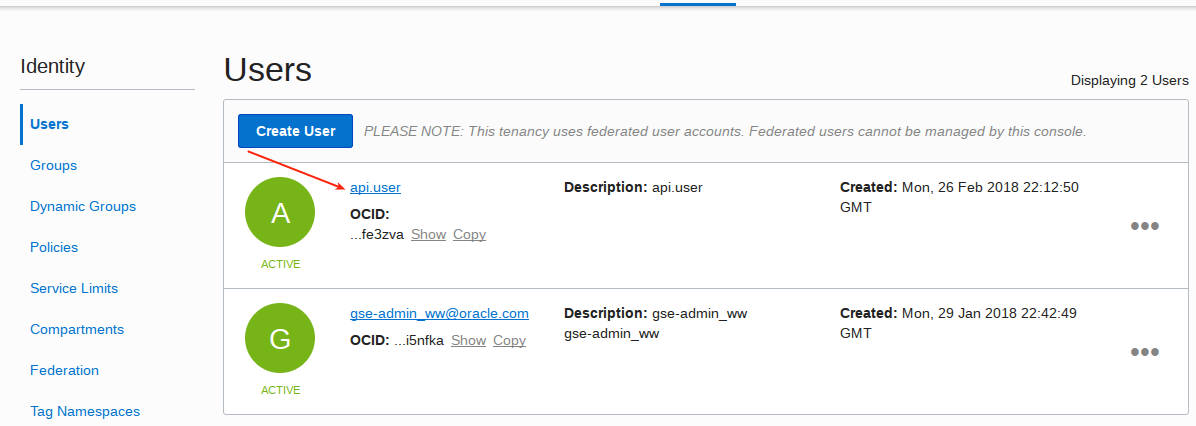 Identity
Users
Groups
Dynamic Groups
Policies
Service Limits
Compartments
Federation
Tag Namespaces
Users
Displaying 2 Users
Create User
PLEASE NOTE: This tenancy uses federated user accounts. Federated users cannot be managed by this console.
A
ACTIVE
api.user
OCID:
...fe3zva Show Copy
Description: api.user
Created: Mon, 26 Feb 2018 22:12:50
GMT
G
ACTIVE
gse-admin_ww@oracle.com
OCID: ...i5nfka Show Copy
Description: gse-admin_ww
gse-admin_ww
Created: Mon, 29 Jan 2018 22:42:49
GMT